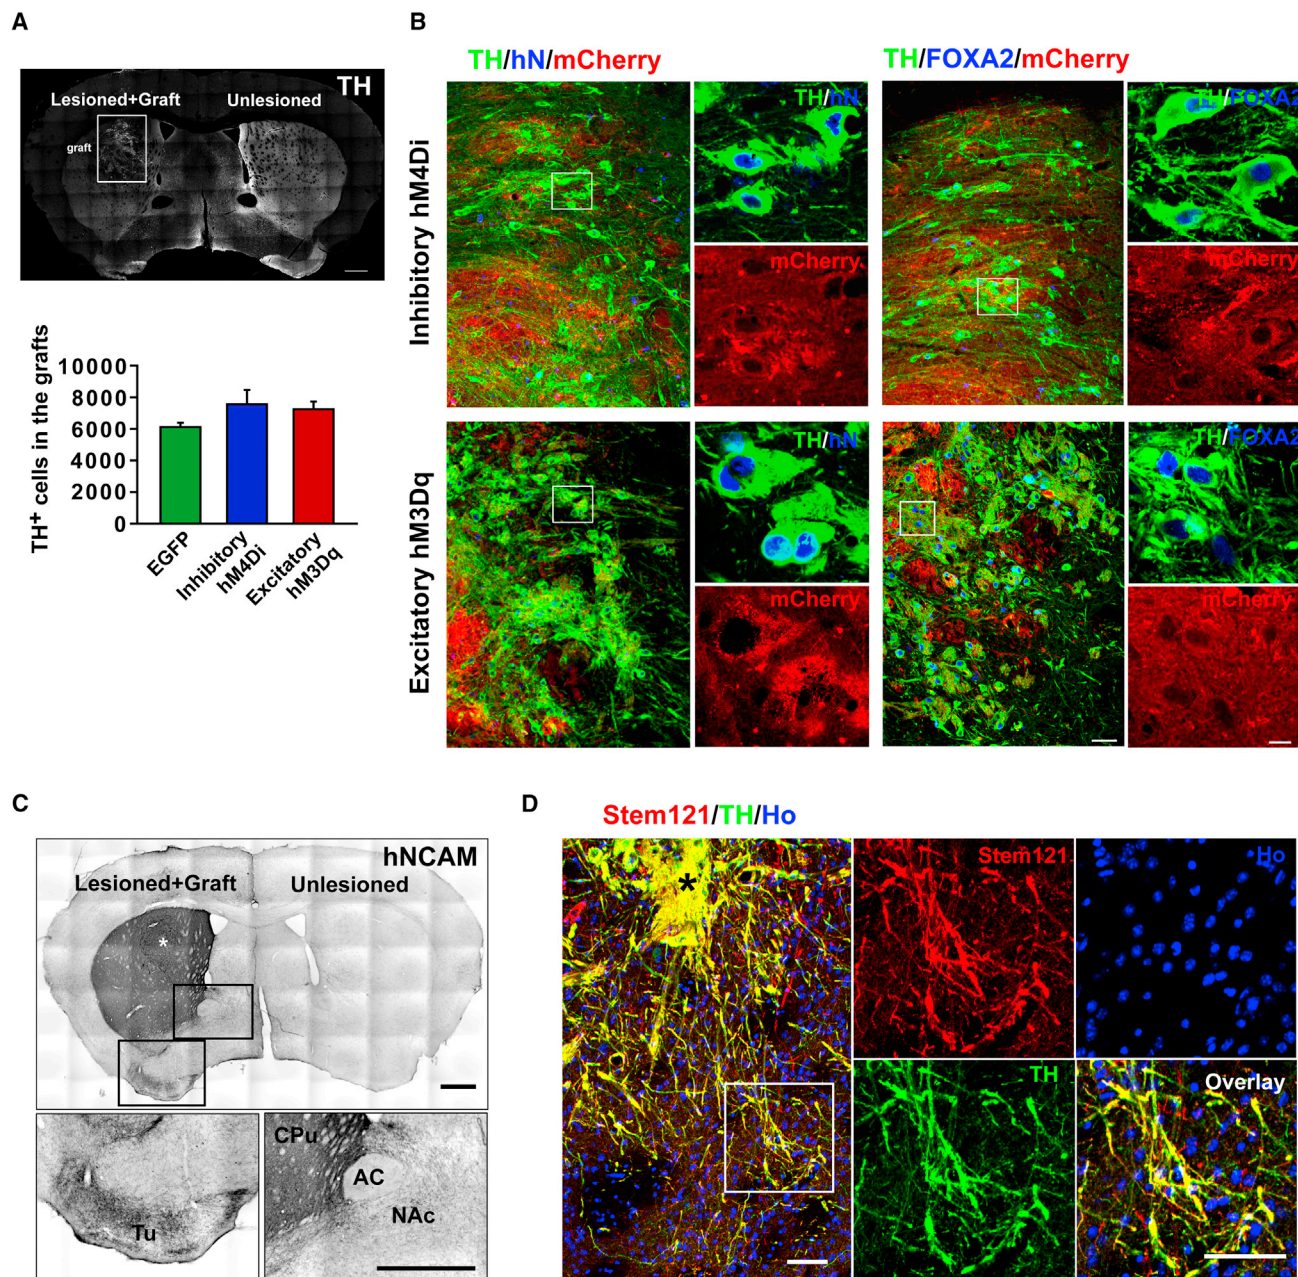 A
TH
Lesioned+Graft
Unlesioned
graft
TH+ cells in the grafts
10000
8000
6000
4000
2000
0
EGFP
Inhibitory
hM4Di
Excitatory
hM3Dq
B
TH/hN/mCherry
TH/FOXA2/mCherry
Inhibitory hM4Di
TH/hN
mCherry
TH/FOXA2
mCherry
Excitatory hM3Dq
TH/hN
mCherry
TH/FOXA2
mCherry
C
hNCAM
Lesioned+Graft
Unlesioned
*
Tu
CPu
AC
NAc
D
Stem121/TH/Ho
*
Stem121
Ho
TH
Overlay